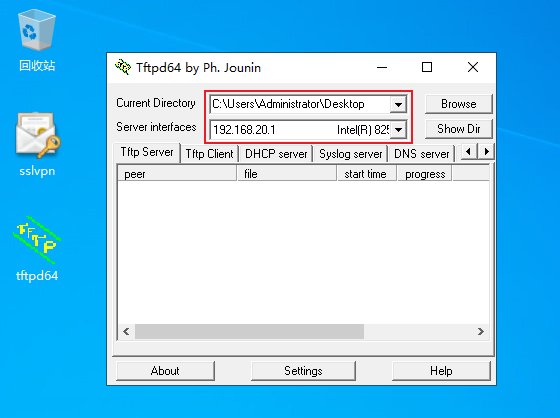 回收站
sslvpn
tftpd64
Tftpd64 by Ph. Jounin
Current Directory C:\Users\Administrator\Desktop Browse
Server interfaces 192.168.20.1 Intel(R) 825 Show Dir
Tftp Server Tftp Client DHCP server Syslog server DNS server
peer file start time progress
About Settings Help